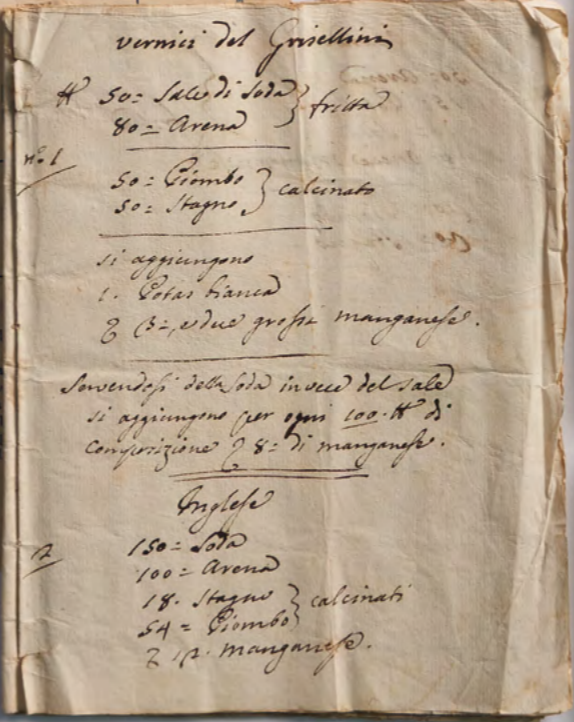 vernici del Grisellini
℔ 50= Sale di Soda } fritta
80= Arena
n.o 1
50= Piombo } calcinato
50= Stagno
si aggiungono
1. Potas bianca
℥ (3=, e due grossi manganese.
Servendosi della Soda invece del sale
si aggiungono per ogni 100. ℔ di
composizione ℥ 8= di manganese.
Inglese
2
150= Soda
100= Arena
18. Stagno } calcinati
54= Piombo
℥ 12. manganese.